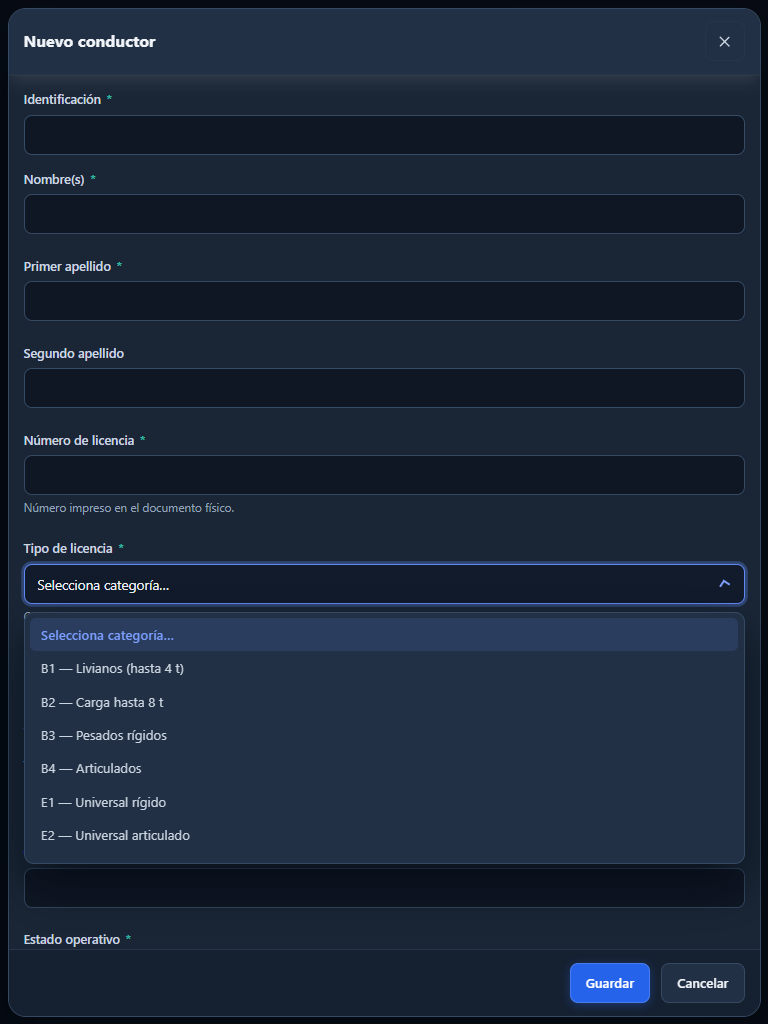 Nuevo conductor
Identificación *
Nombre(s) *
Primer apellido *
Segundo apellido
Número de licencia *
Número impreso en el documento físico.
Tipo de licencia *
Selecciona categoría...
Selecciona categoría...
B1 — Livianos (hasta 4 t)
B2 — Carga hasta 8 t
B3 — Pesados rígidos
B4 — Articulados
E1 — Universal rígido
E2 — Universal articulado
Estado operativo *
Guardar
Cancelar